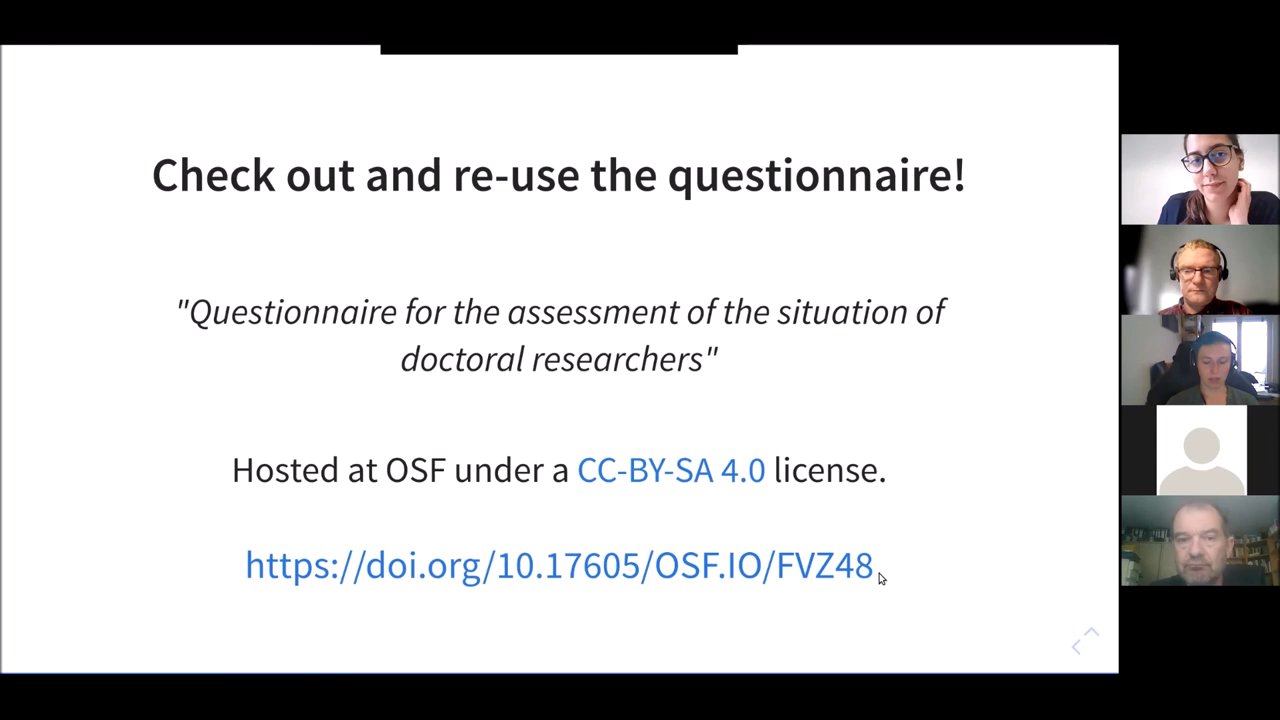 Check out and re-use the questionnaire!
"Questionnaire for the assessment of the situation of
doctoral researchers"
Hosted at OSF under a CC-BY-SA 4.0 license.
https://doi.org/10.17605/OSF.IO/FVZ48